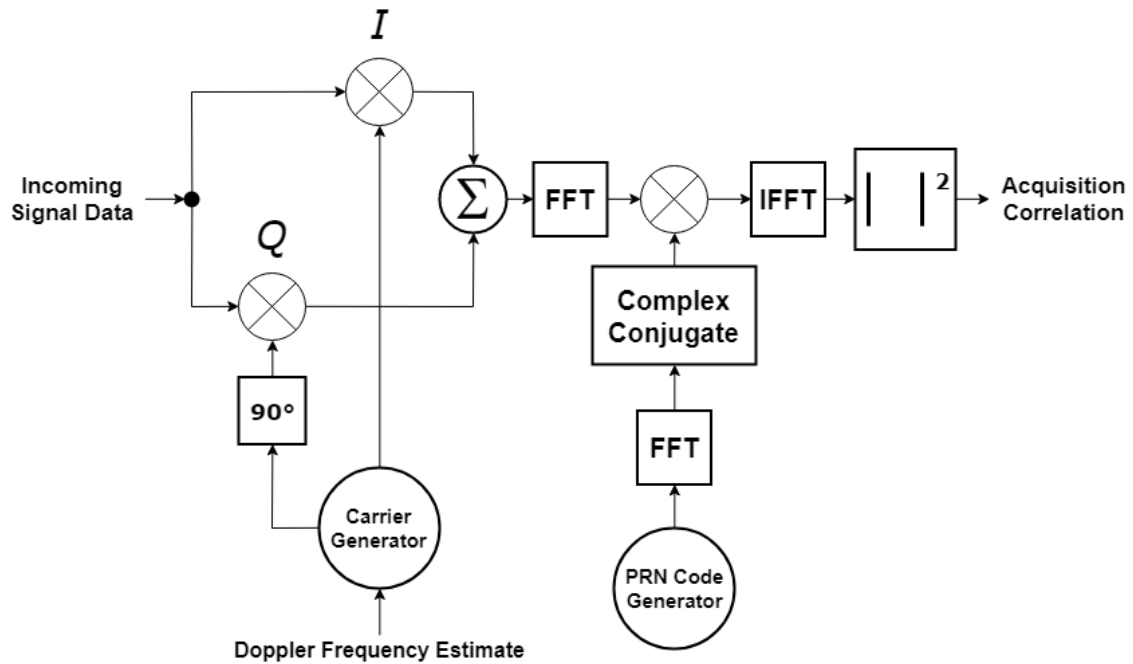 I
Q
Incoming
Signal Data
Σ
FFT
IFFT
| |²
Acquisition
Correlation
Complex
Conjugate
90°
FFT
Carrier
Generator
PRN Code
Generator
Doppler Frequency Estimate